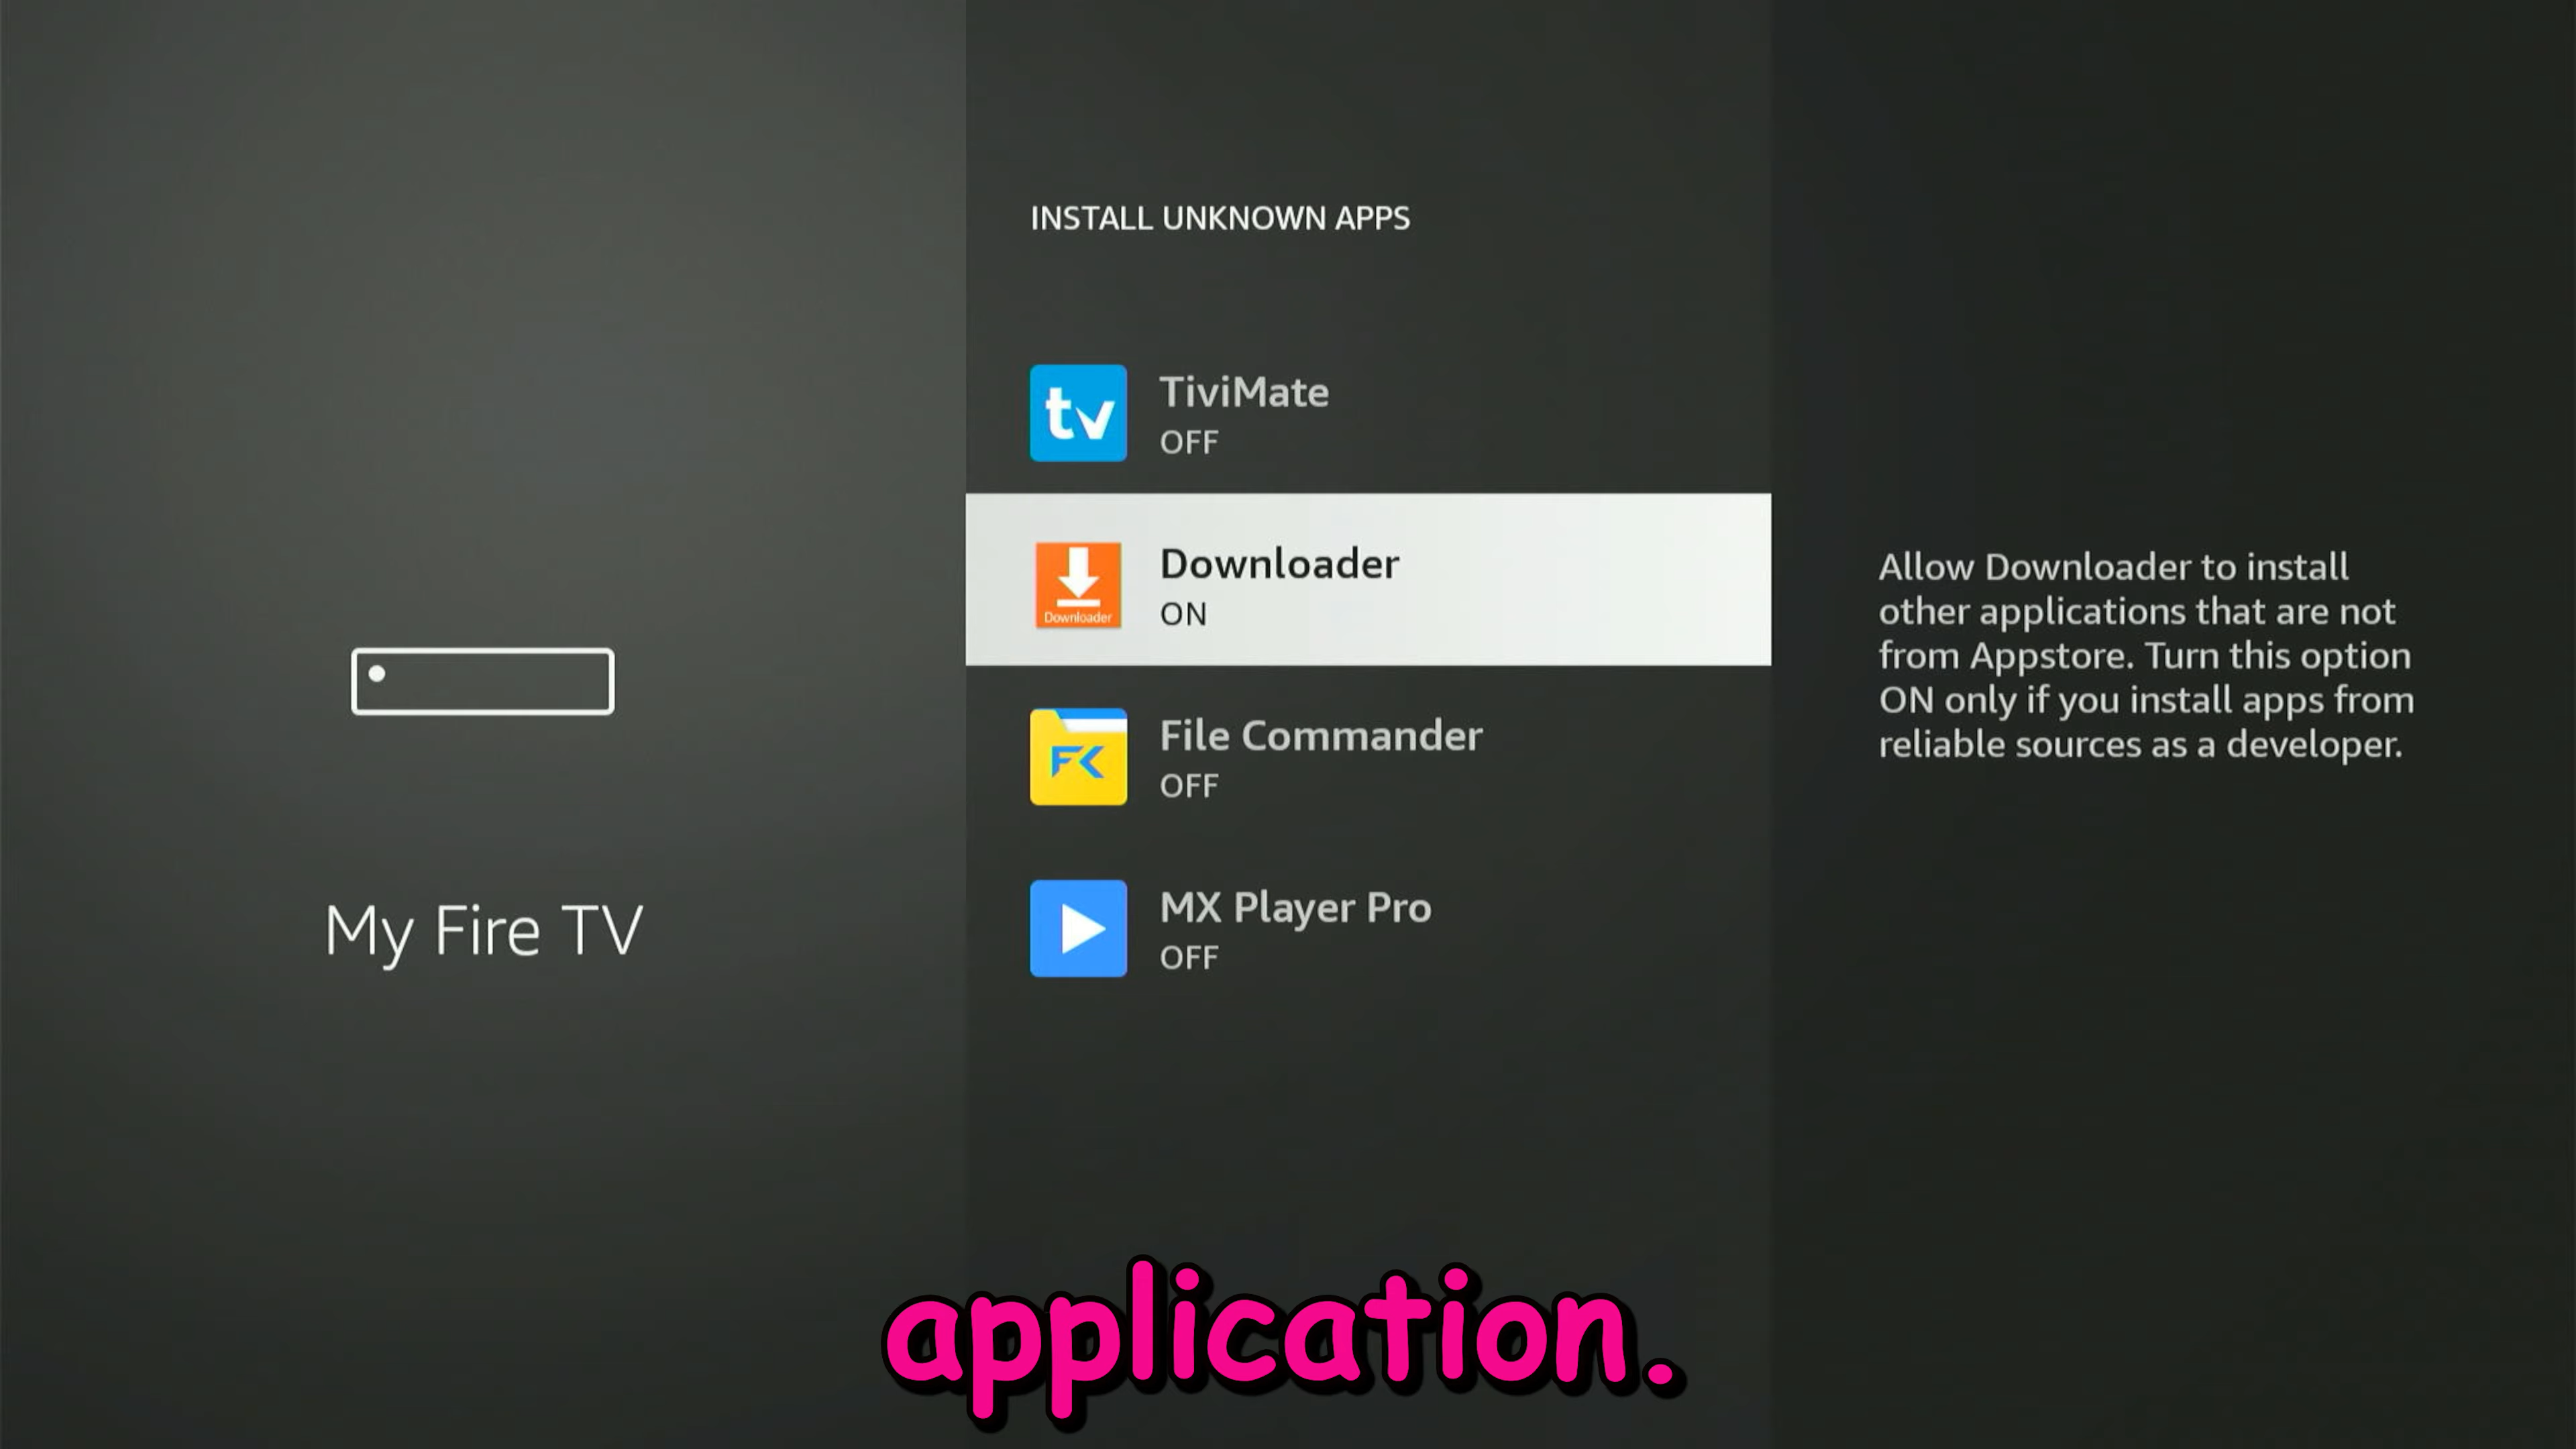 INSTALL UNKNOWN APPS
tv
TiviMate
OFF
Downloader
Downloader
ON
FC
File Commander
OFF
MX Player Pro
OFF
My Fire TV
Allow Downloader to install
other applications that are not
from Appstore. Turn this option
ON only if you install apps from
reliable sources as a developer.
application.